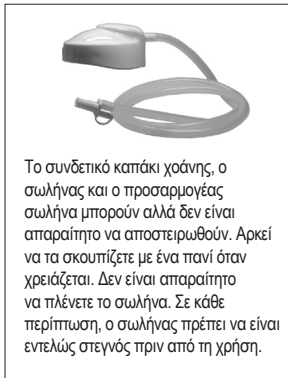 Το συνδετικό καπάκι χοάνης, ο
σωλήνας και ο προσαρμογέας
σωλήνα μπορούν αλλά δεν είναι
απαραίτητο να αποστειρωθούν. Αρκεί
να τα σκουπίζετε με ένα πανί όταν
χρειάζεται. Δεν είναι απαραίτητο
να πλένετε το σωλήνα. Σε κάθε
περίπτωση, ο σωλήνας πρέπει να είναι
εντελώς στεγνός πριν από τη χρήση.